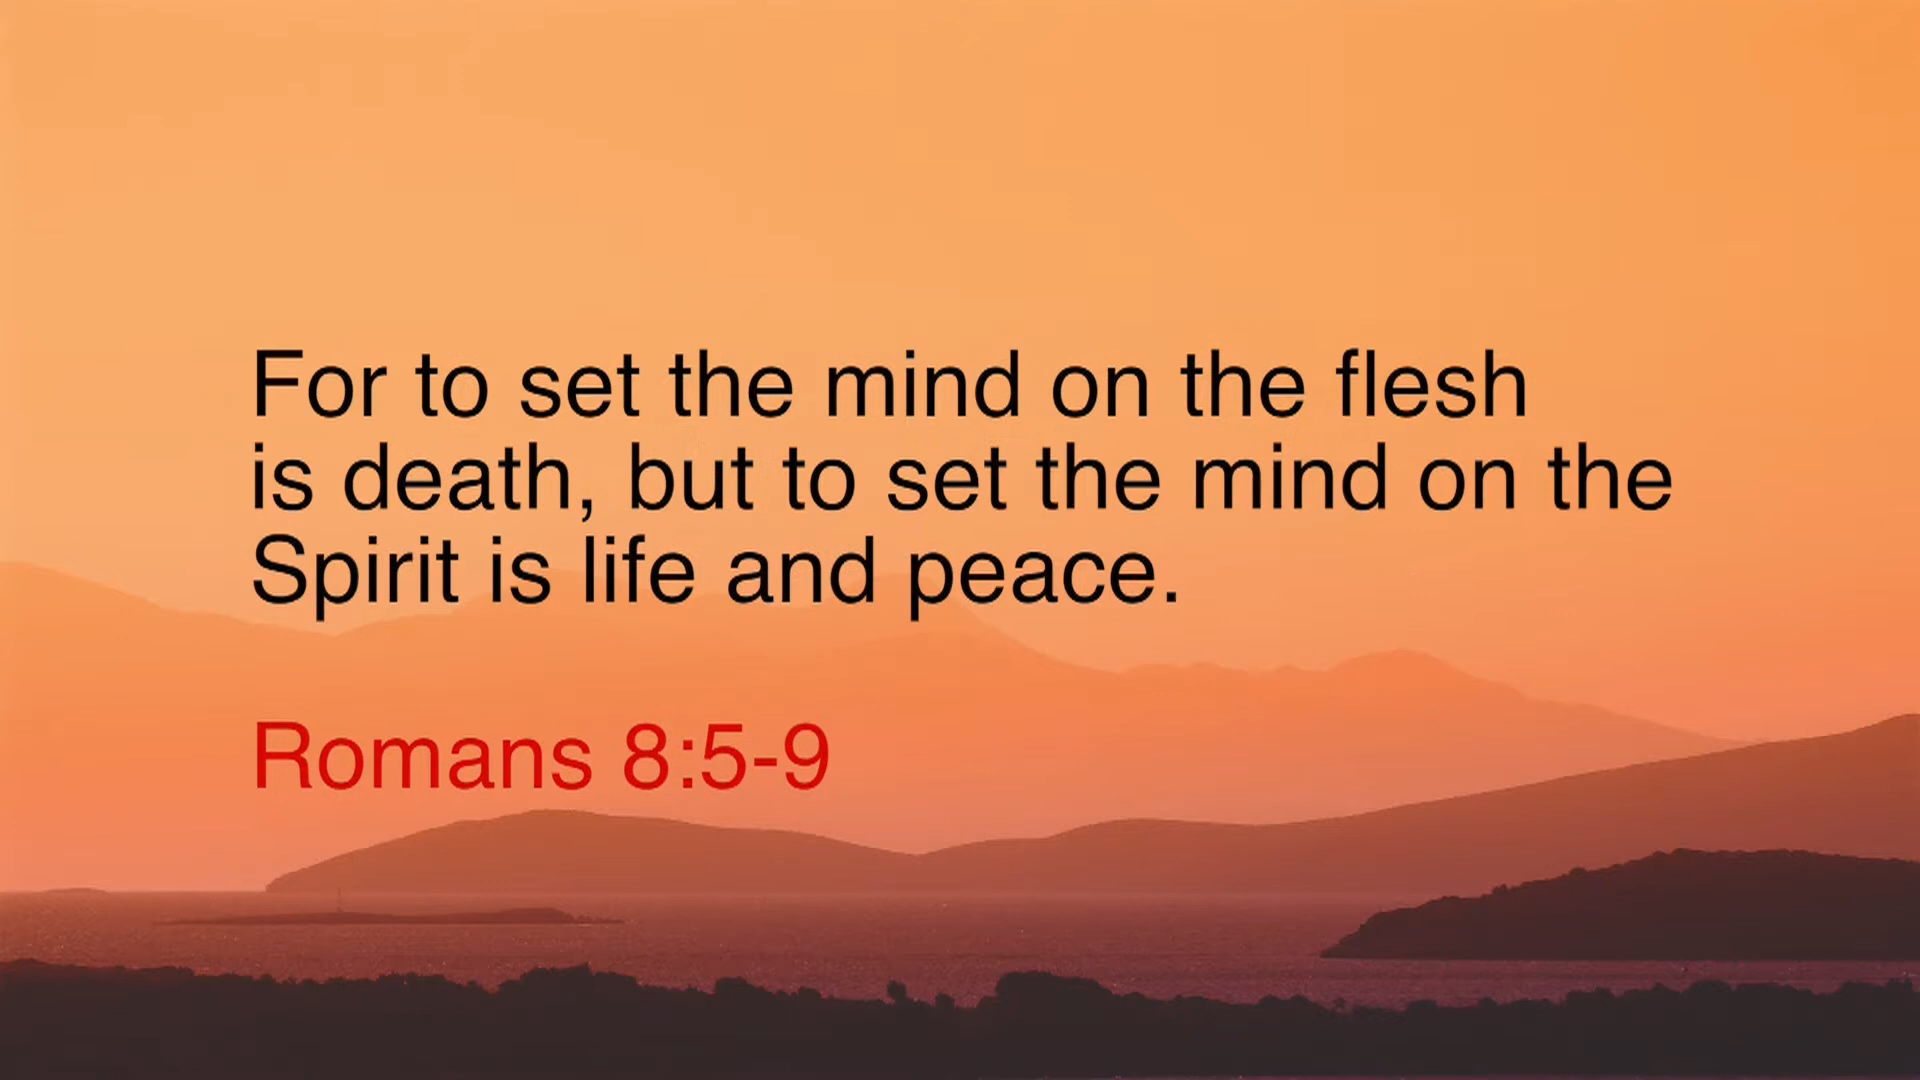 For to set the mind on the flesh
is death, but to set the mind on the
Spirit is life and peace.
Romans 8:5-9